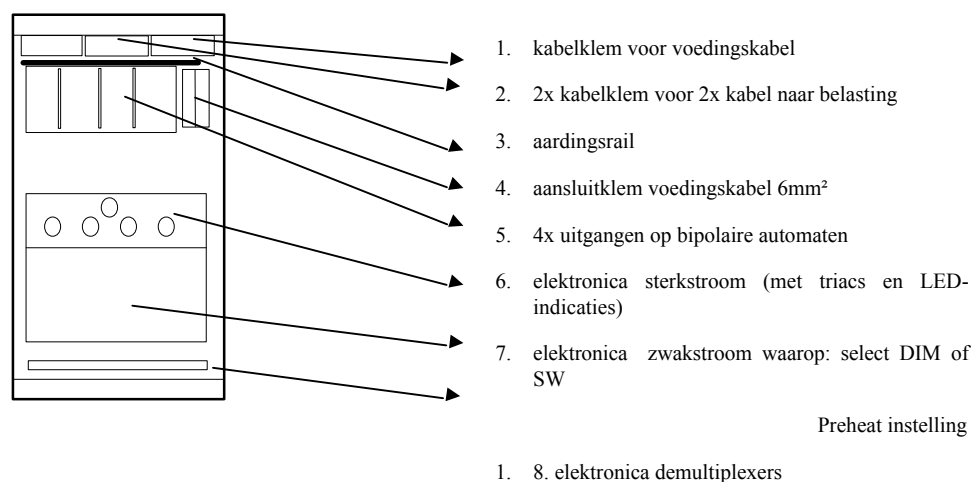 1. kabelklem voor voedingskabel
2. 2x kabelklem voor 2x kabel naar belasting
3. aardingsrail
4. aansluitklem voedingskabel 6mm²
5. 4x uitgangen op bipolaire automaten
6. elektronica sterkstroom (met triacs en LED-
indicaties)
7. elektronica zwakstroom waarop: select DIM of
SW
Preheat instelling
1. 8. elektronica demultiplexers